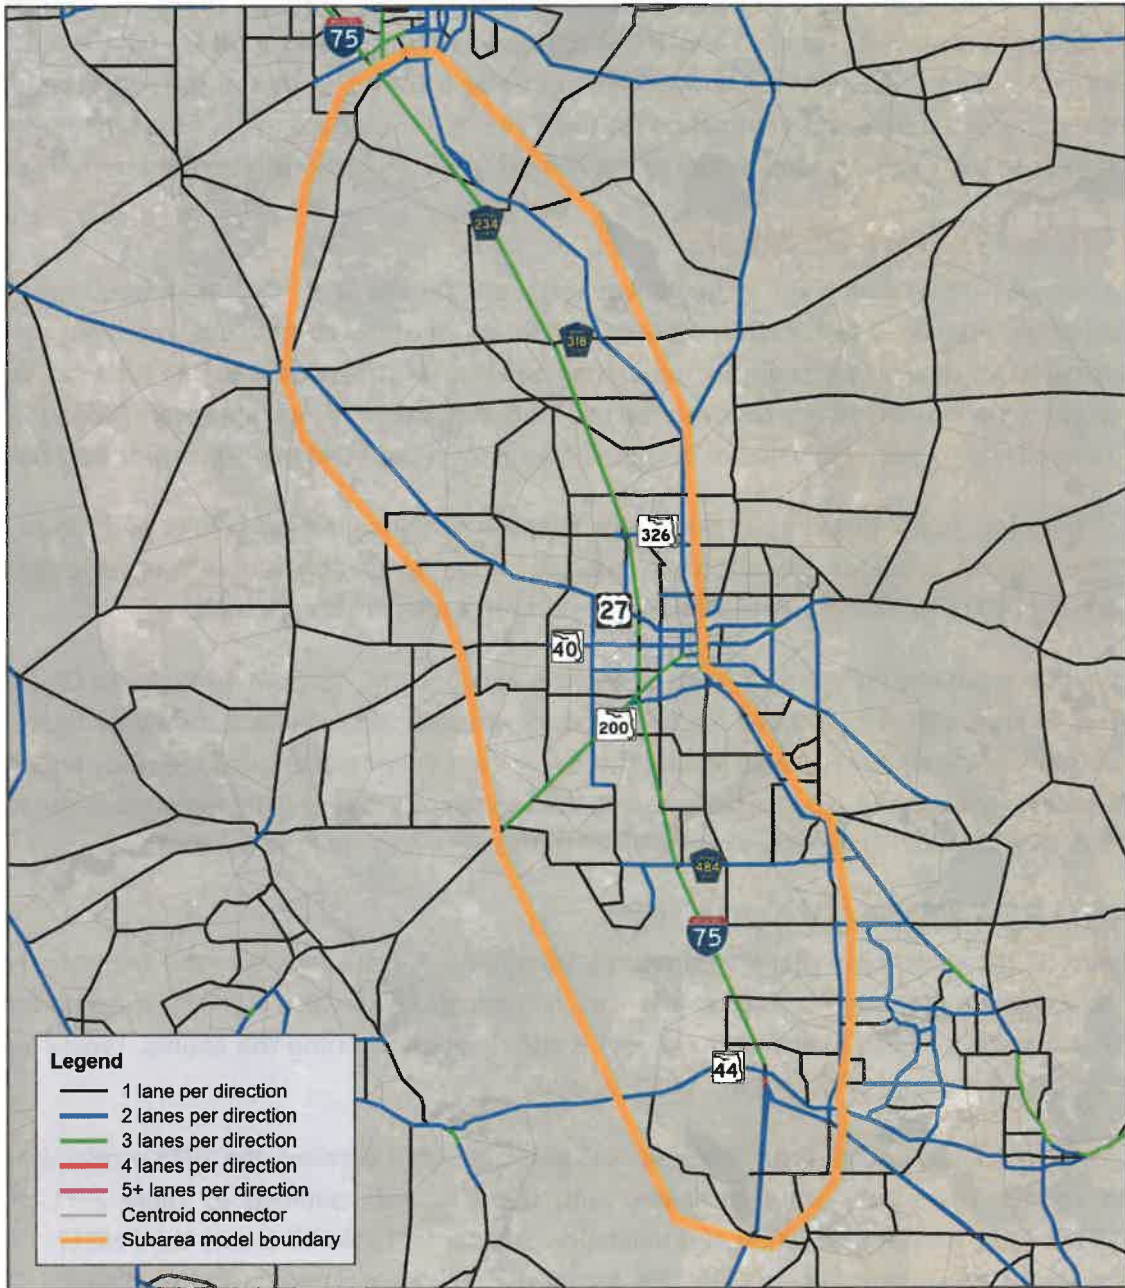 75
234
318
326
27
40
200
484
75
44
Legend
1 lane per direction
2 lanes per direction
3 lanes per direction
4 lanes per direction
5+ lanes per direction
Centroid connector
Subarea model boundary